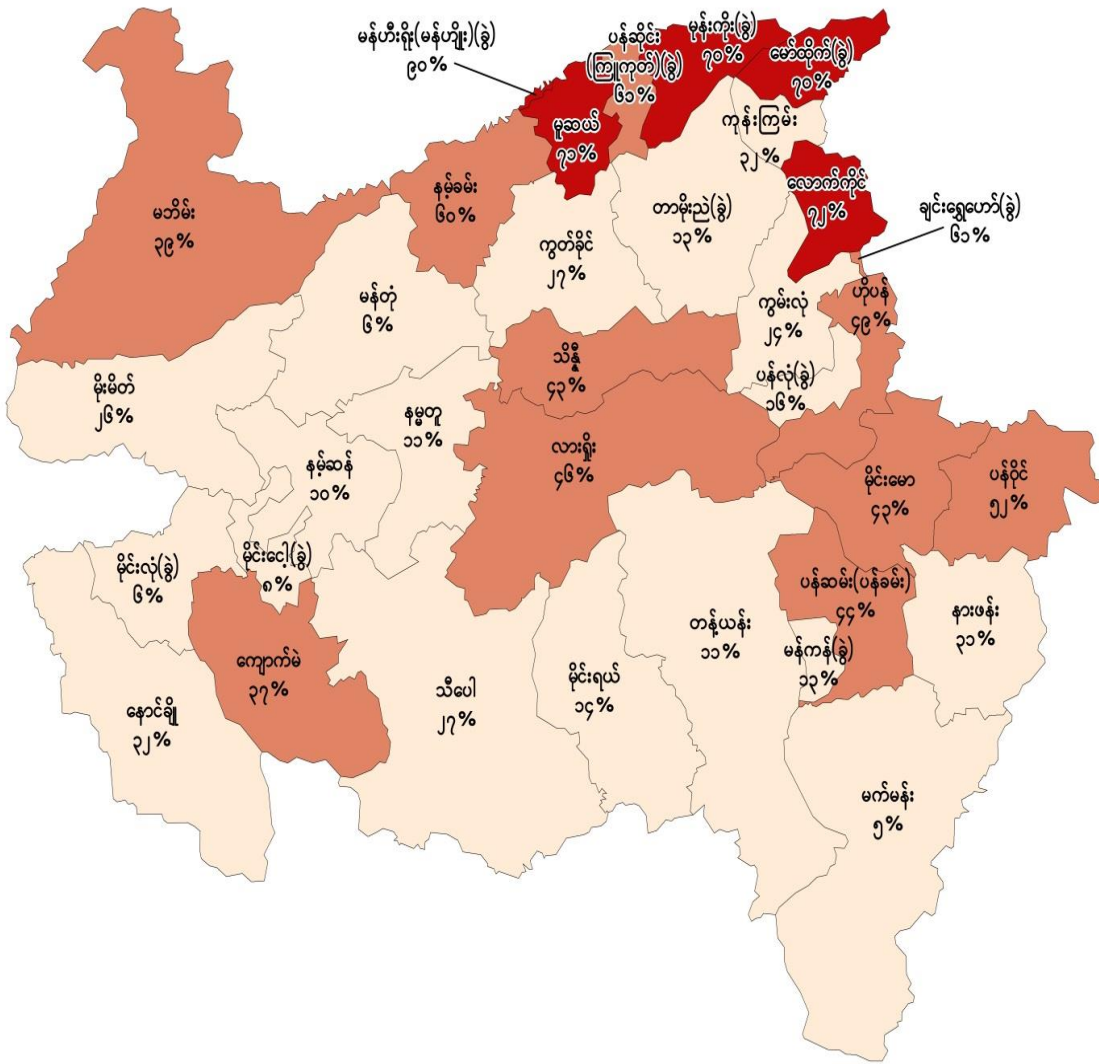 မန်ဟီးရိုး(မန်ဟျိုး)(ခွဲ)
၉၀%
ပန်ဆိုင်း
(ကြူကုတ်)(ခွဲ)
၆၁%
မုန်းကိုး(ခွဲ)
၇၀%
မော်ထိုက်(ခွဲ)
၇၀%
မူဆယ်
၇၁%
ကုန်းကြမ်း
၃၂%
လောက်ကိုင်
၇၂%
ချင်းရွှေဟော်(ခွဲ)
၆၁%
မဘိမ်း
၃၉%
နမ့်ခမ်း
၆၀%
တာမိုးညဲ(ခွဲ)
၁၃%
ကွတ်ခိုင်
၂၇%
မန်တုံ
၆%
ကွမ်းလုံ
၂၄%
ဟိုပန်
၄၉%
သိန္နီ
၄၃%
ပန်လုံ(ခွဲ)
၁၆%
မိုးမိတ်
၂၆%
နမ္မတူ
၁၁%
လားရှိုး
၄၆%
နမ့်ဆန်
၁၀%
မိုင်းမော
၄၃%
ပန်ဝိုင်
၅၂%
မိုင်းလုံ(ခွဲ)
၆%
မိုင်းငေါ့(ခွဲ)
၈%
ပန်ဆမ်း(ပန်ခမ်း)
၄၄%
နားဖန်း
၃၁%
ကျောက်မဲ
၃၇%
တန့်ယန်း
၁၁%
မန်ကန်(ခွဲ)
၁၃%
သီပေါ
၂၇%
မိုင်းရယ်
၁၄%
နောင်ချို
၃၂%
မက်မန်း
၅%